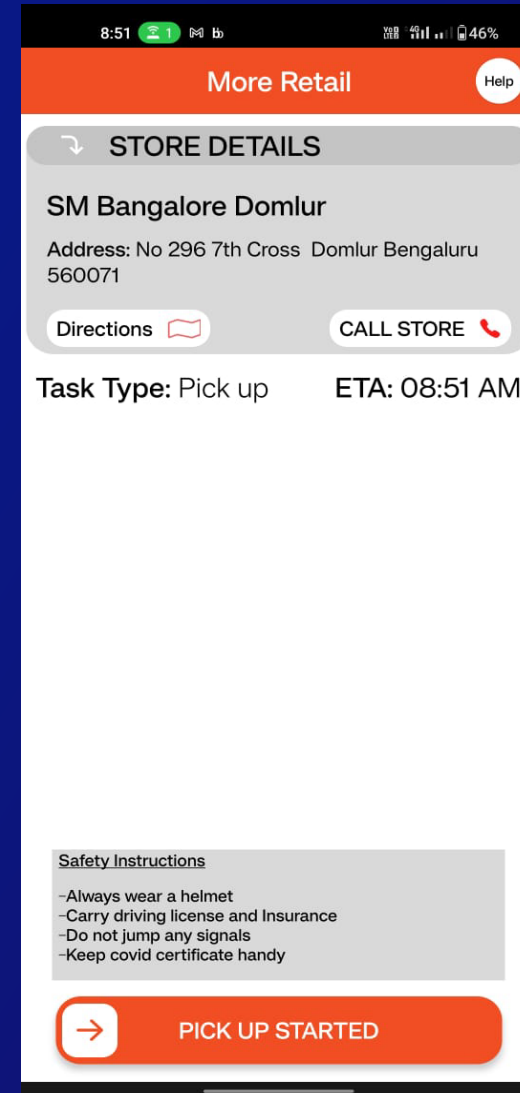 8:51 1 46%
More Retail
Help
STORE DETAILS
SM Bangalore Domlur
Address: No 296 7th Cross Domlur Bengaluru
560071
Directions CALL STORE
Task Type: Pick up ETA: 08:51 AM
Safety Instructions
-Always wear a helmet
-Carry driving license and Insurance
-Do not jump any signals
-Keep covid certificate handy
PICK UP STARTED